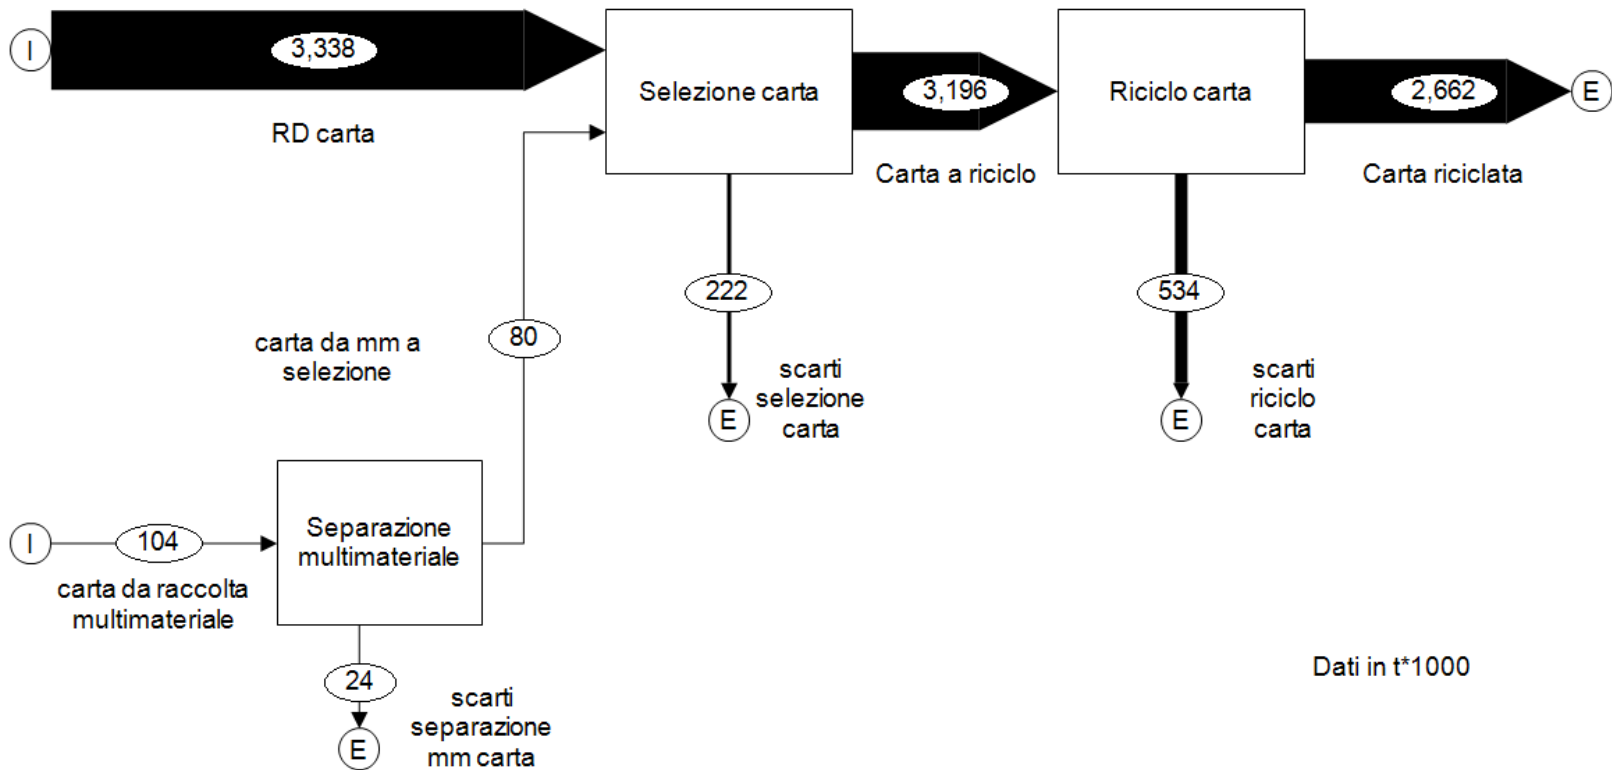 I
3,338
RD carta
Selezione carta
3,196
Carta a riciclo
Riciclo carta
2,662
E
Carta riciclata
222
534
80
carta da mm a
selezione
scarti
selezione
carta
E
scarti
riciclo
carta
E
I
104
carta da raccolta
multimateriale
Separazione
multimateriale
24
scarti
separazione
mm carta
E
Dati in t*1000